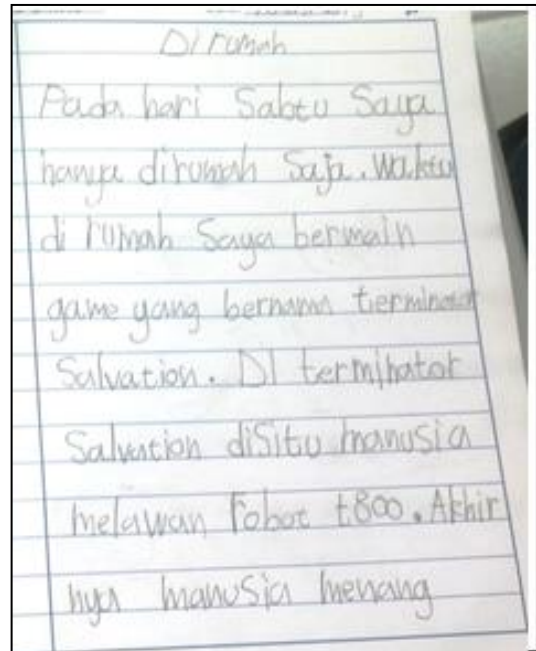 Di rumah
Pada hari Sabtu Saya
hanya dirumah Saja. Waktu
di rumah Saya bermain
game yang bernama terminator
Salvation. DI terminator
Salvation disitu manusia
melawan robot t800. Akhir
nya manusia menang